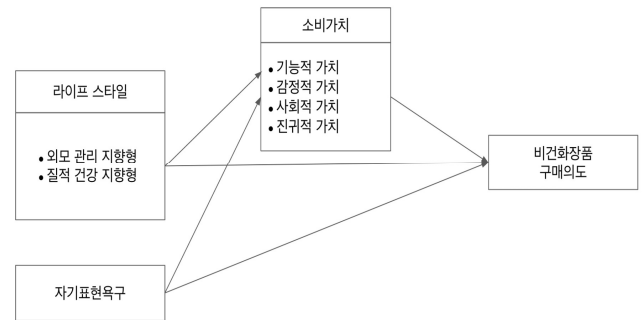 소비가치
• 기능적 가치
• 감정적 가치
• 사회적 가치
• 진귀적 가치
라이프 스타일
• 외모 관리 지향형
• 질적 건강 지향형
비건화장품
구매의도
자기표현욕구